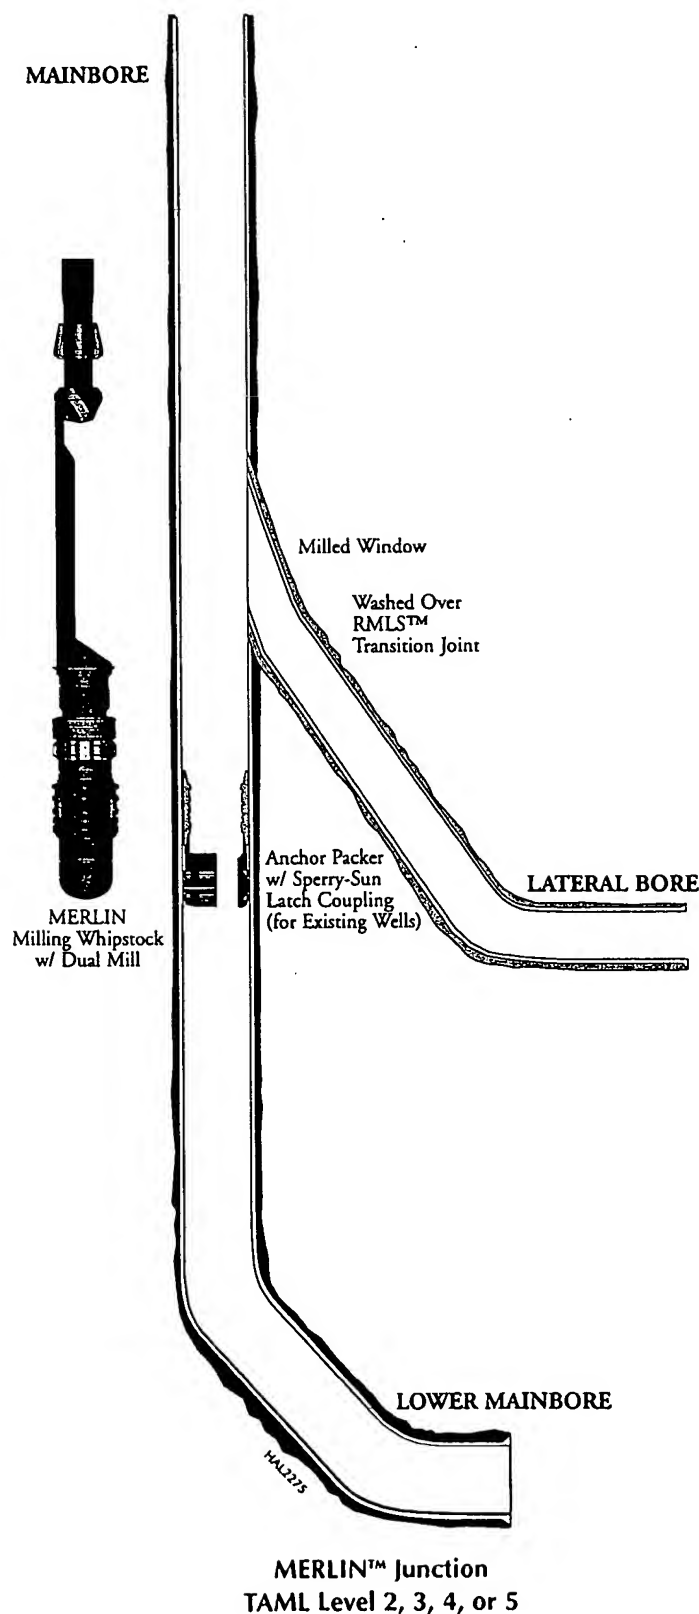 MAINBORE
Milled Window
Washed Over
RMLS™
Transition Joint
Anchor Packer
w/ Sperry-Sun
Latch Coupling
(for Existing Wells)
LATERAL BORE
MERLIN
Milling Whipstock
w/ Dual Mill
LOWER MAINBORE
HAL2275
MERLIN™ Junction
TAML Level 2, 3, 4, or 5